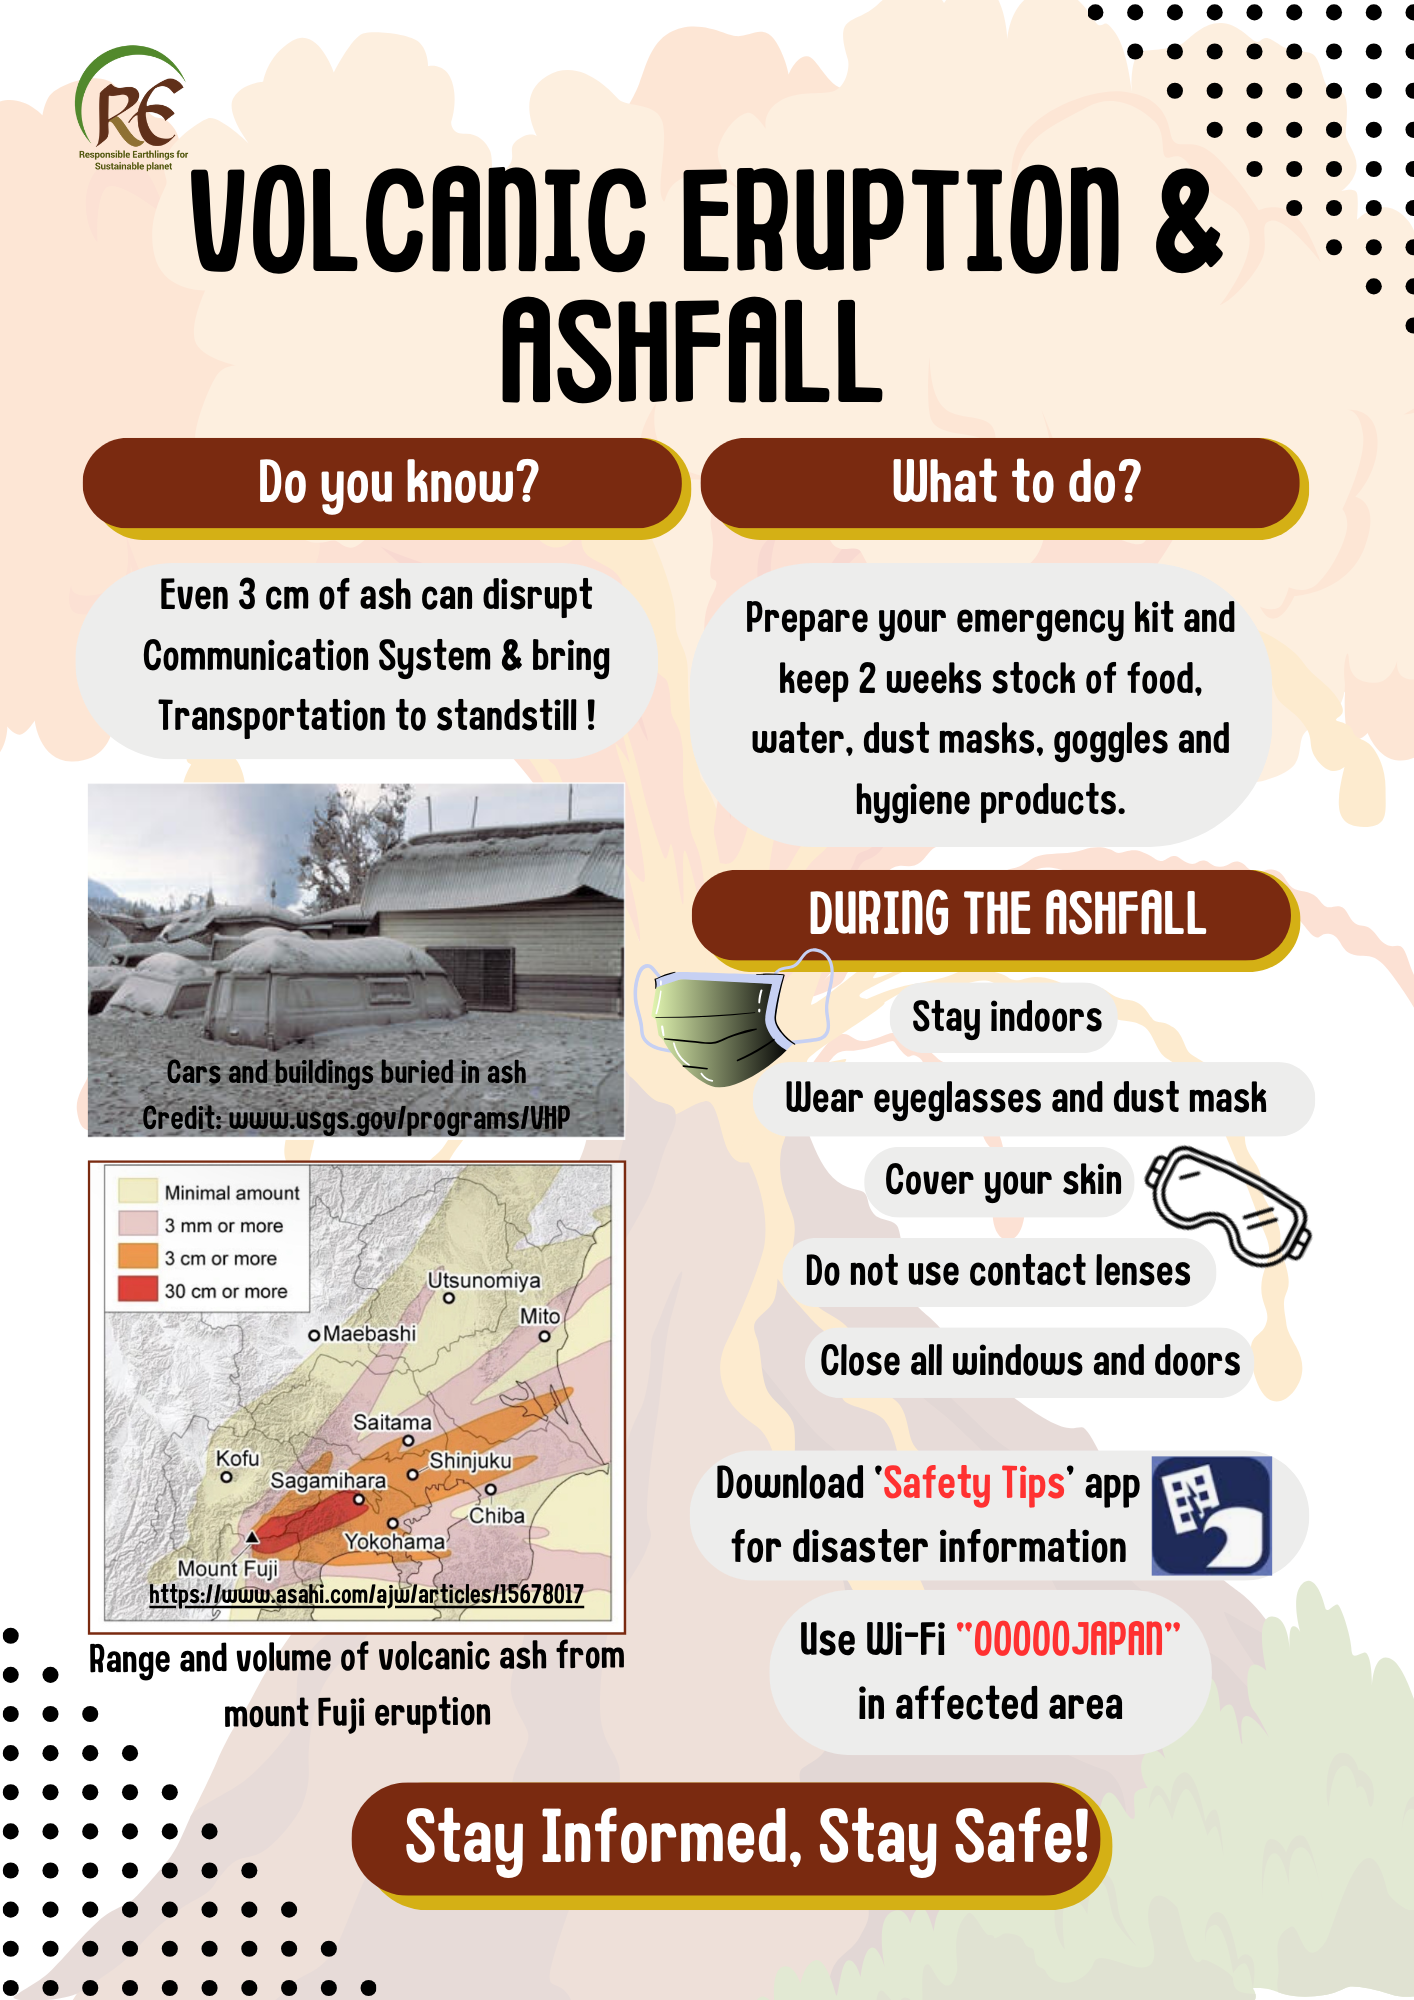 RE
Responsible Earthlings for
Sustainable planet
VOLCANIC ERUPTION &
ASHFALL
Do you know?
Even 3 cm of ash can disrupt
Communication System & bring
Transportation to standstill !
Cars and buildings buried in ash
Credit: www.usgs.gov/programs/VHP
Minimal amount
3 mm or more
3 cm or more
30 cm or more
Utsunomiya
Mito
Maebashi
Saitama
Kofu
Shinjuku
Sagamihara
Chiba
Yokohama
Mount Fuji
https://www.asahi.com/ajw/articles/15678017
Range and volume of volcanic ash from
mount Fuji eruption
What to do?
Prepare your emergency kit and
keep 2 weeks stock of food,
water, dust masks, goggles and
hygiene products.
DURING THE ASHFALL
Stay indoors
Wear eyeglasses and dust mask
Cover your skin
Do not use contact lenses
Close all windows and doors
Download ‘Safety Tips’ app
for disaster information
Use Wi-Fi “00000JAPAN”
in affected area
Stay Informed, Stay Safe!